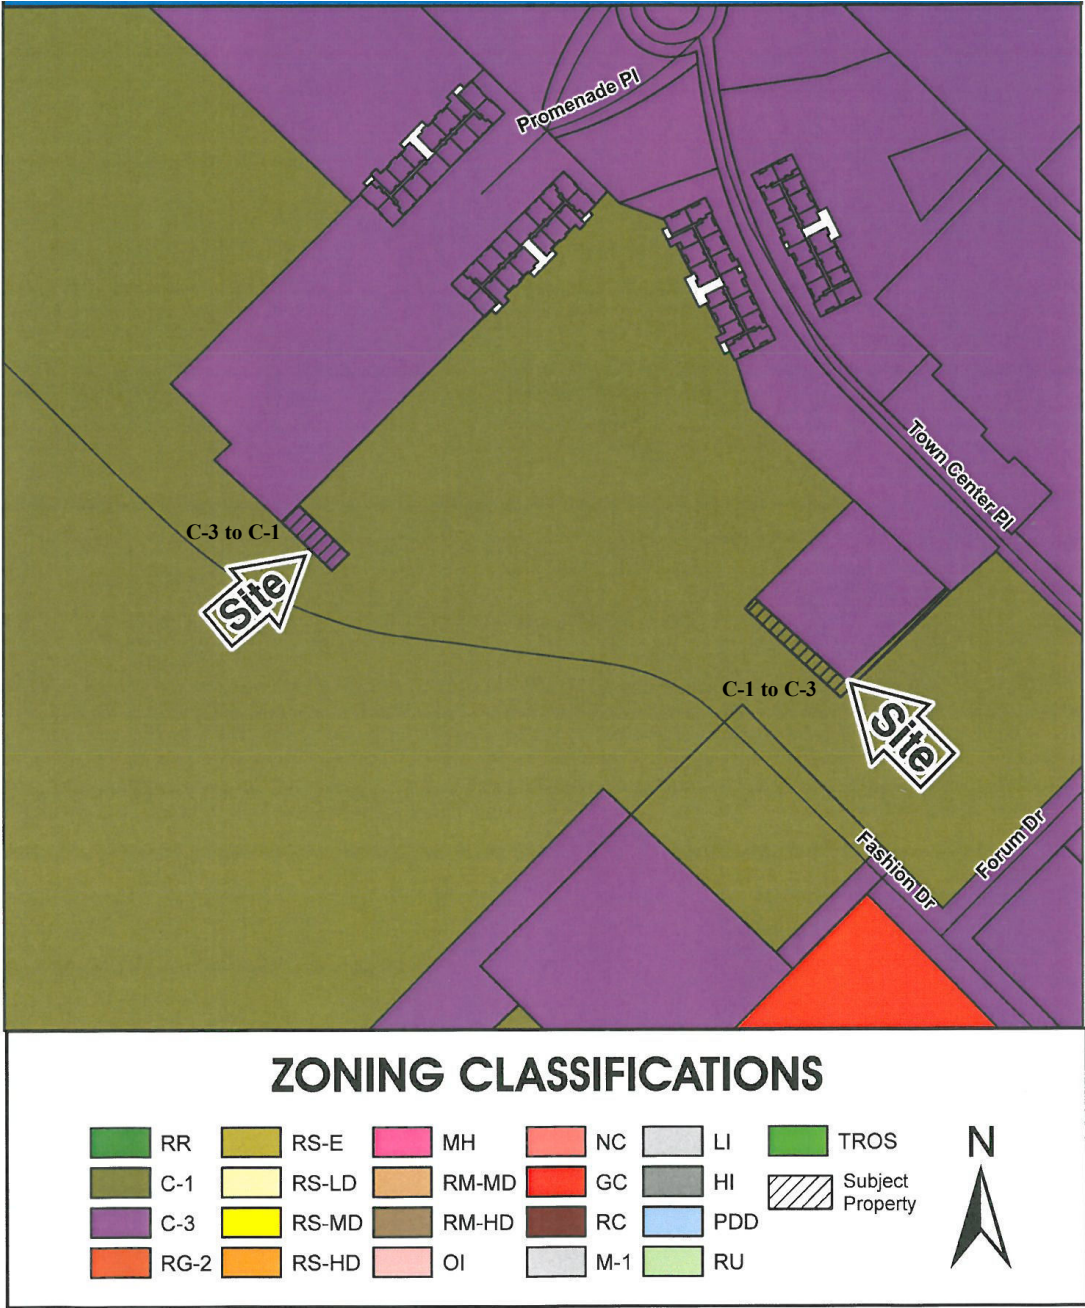 Promenade Pl
Town Center Pl
C-3 to C-1
Site
C-1 to C-3
Site
Fashion Dr
Forum Dr
ZONING CLASSIFICATIONS
RR
RS-E
MH
NC
LI
TROS
N
C-1
RS-LD
RM-MD
GC
HI
Subject
Property
C-3
RS-MD
RM-HD
RC
PDD
RG-2
RS-HD
OI
M-1
RU